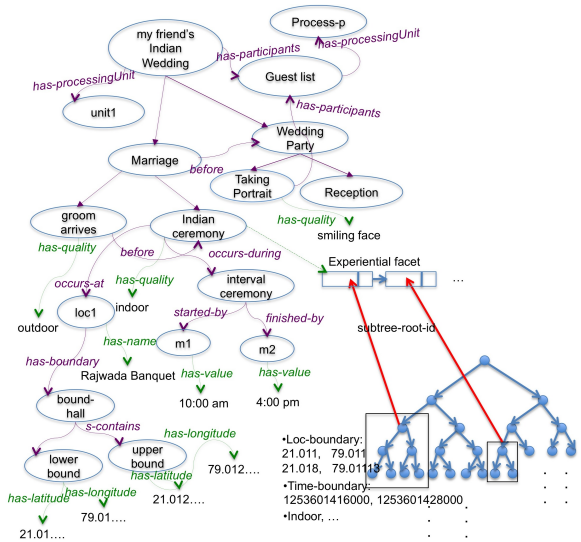 Process-p
my friend's
Indian
Wedding
has-participants
has-processingUnit
Guest list
has-processingUnit
unit1
has-participants
Wedding
Party
Marriage
before
Taking
Portrait
Reception
has-quality
smiling face
groom
arrives
Indian
ceremony
has-quality
before
occurs-during
Experiential facet
...
occurs-at
has-quality
indoor
interval
ceremony
outdoor
loc1
started-by
finished-by
subtree-root-id
has-name
m1
m2
has-boundary
Rajwada Banquet
has-value
has-value
10:00 am
4:00 pm
bound-
hall
s-contains
has-longitude
•Loc-boundary:
21.011, 79.011
21.018, 79.01113
lower
bound
upper
bound
79.012....
has-latitude
has-longitude
has-latitude
21.012....
•Time-boundary:
1253601416000, 1253601428000
•Indoor, ...
79.01....
21.01....